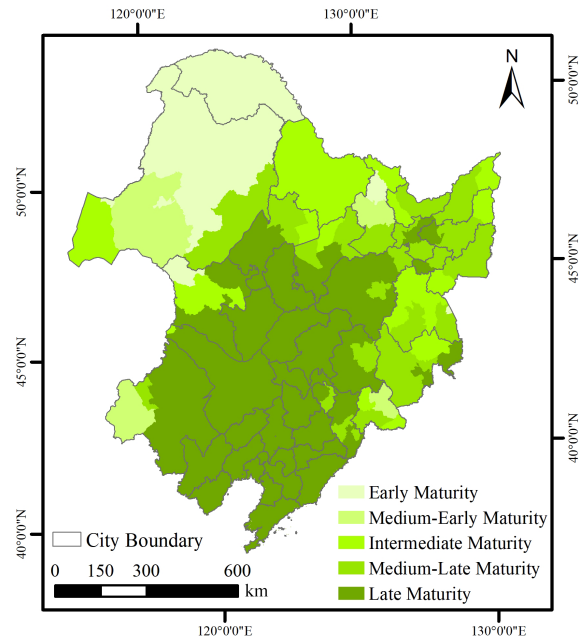 120°0'0"E 130°0'0"E
N
50°0'0"N
50°0'0"N
45°0'0"N
45°0'0"N
40°0'0"N
40°0'0"N
Early Maturity
Medium-Early Maturity
Intermediate Maturity
Medium-Late Maturity
Late Maturity
City Boundary
0 150 300 600
km
120°0'0"E 130°0'0"E